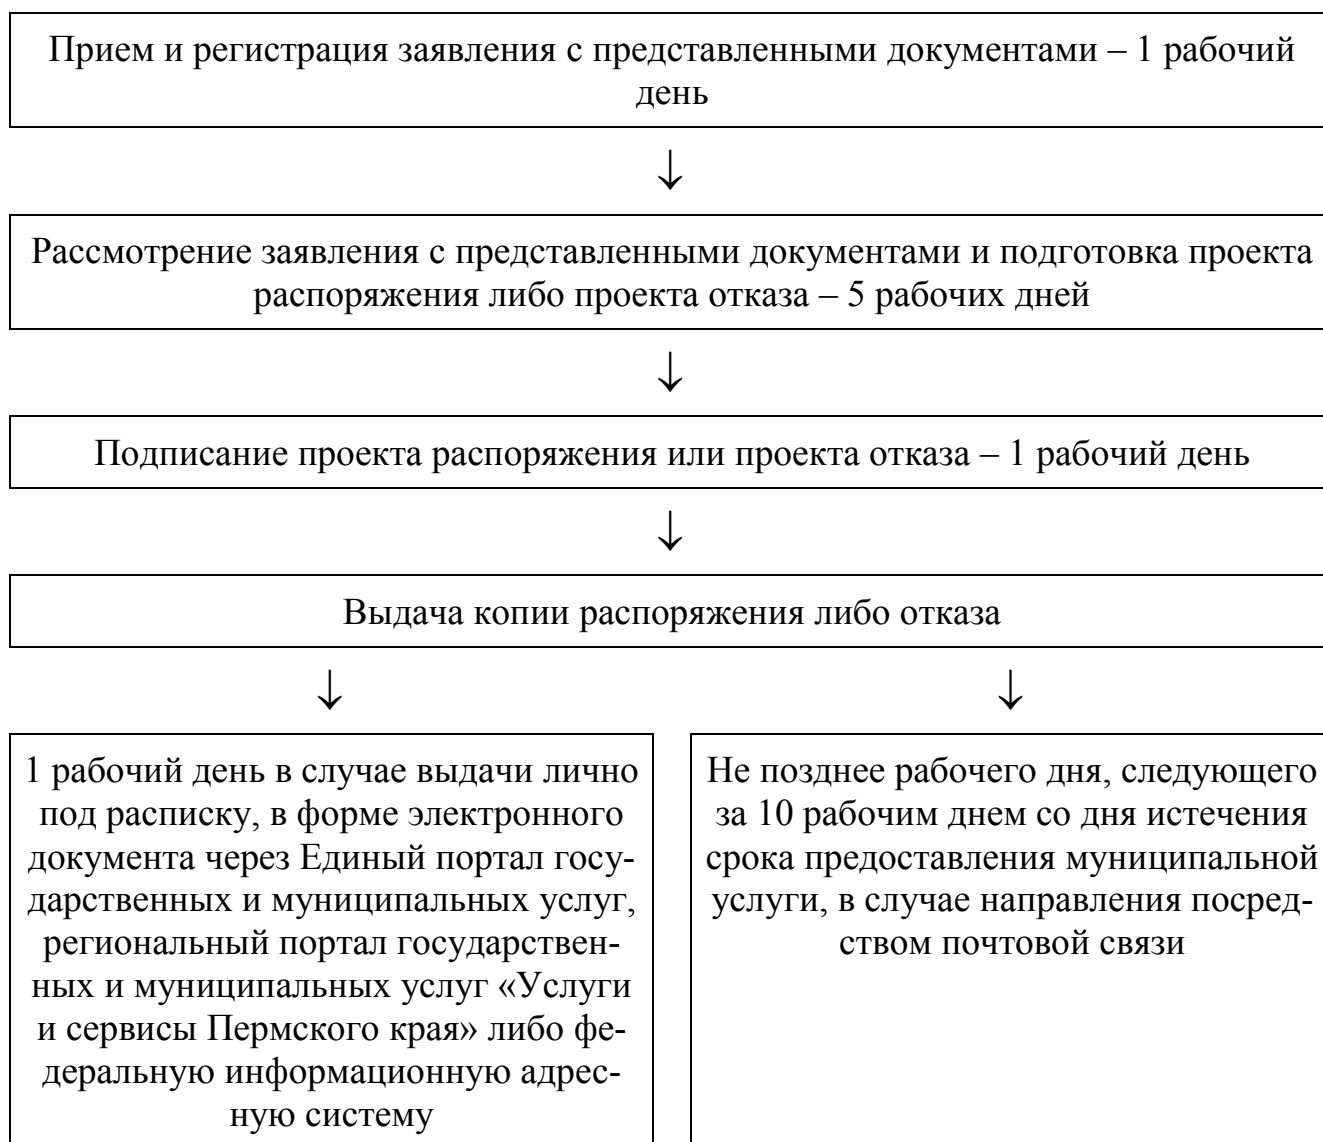 Прием и регистрация заявления с представленными документами – 1 рабочий
день
↓
Рассмотрение заявления с представленными документами и подготовка проекта
распоряжения либо проекта отказа – 5 рабочих дней
↓
Подписание проекта распоряжения или проекта отказа – 1 рабочий день
↓
Выдача копии распоряжения либо отказа
↓ ↓
1 рабочий день в случае выдачи лично
под расписку, в форме электронного
документа через Единый портал госу-
дарственных и муниципальных услуг,
региональный портал государствен-
ных и муниципальных услуг «Услуги
и сервисы Пермского края» либо фе-
деральную информационную адрес-
ную систему
Не позднее рабочего дня, следующего
за 10 рабочим днем со дня истечения
срока предоставления муниципальной
услуги, в случае направления посред-
ством почтовой связи